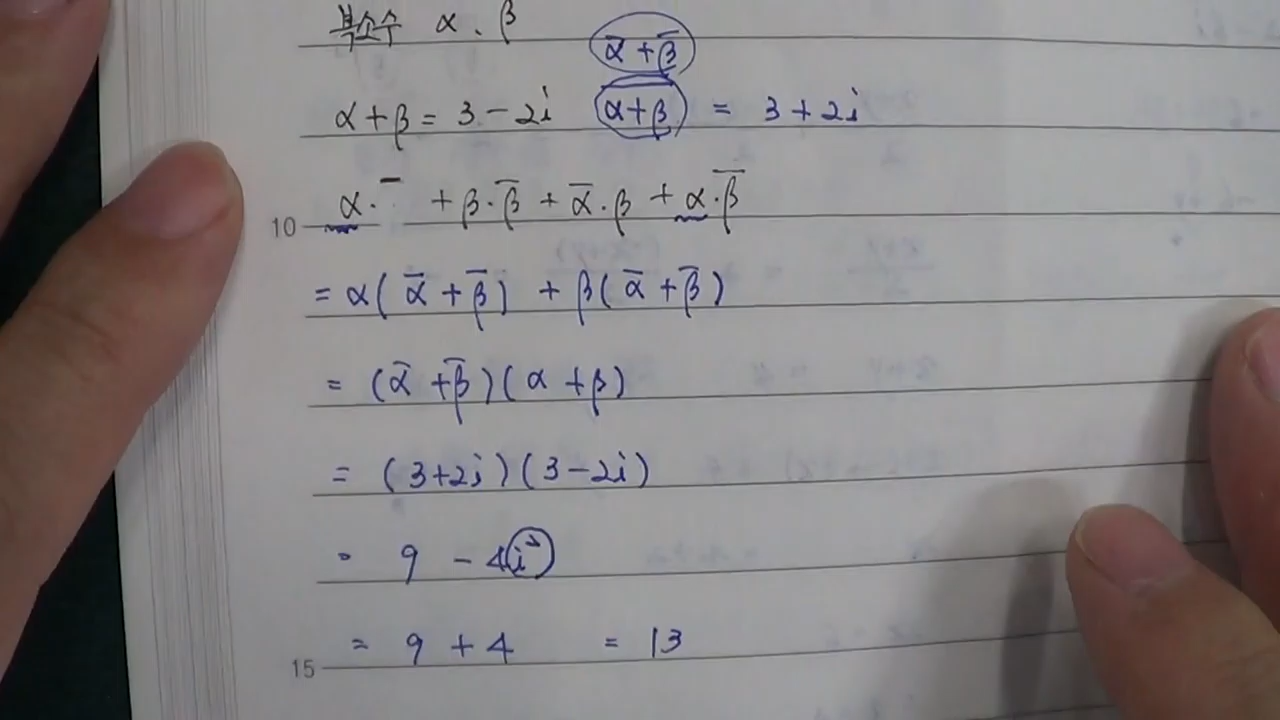 복소수 α、β
ᾱ + β̄
α+β = 3 - 2i
α+β = 3 + 2i
10 α · ¯ + β·β̄ + ᾱ·β + α·β̄
= α( ᾱ + β̄ ) + β( ᾱ + β̄ )
= (ᾱ + β̄)( α + β)
= (3+2i)(3-2i)
= 9 - 4i²
= 9 + 4 = 13
15